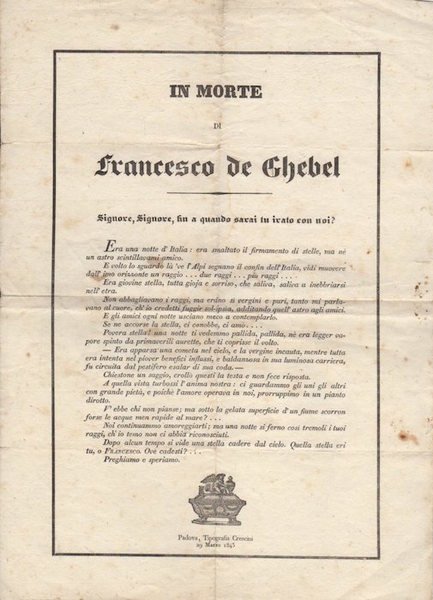 IN MORTE
DI
Francesco de Ghebel
Signore, Signore, fin a quando sarai tu irato con noi?
Era una notte d'Italia: era smaltato il firmamento di stelle, ma nè
un astro scintillavami amico.
E volto lo sguardo là 've l'Alpi segnano il confin dell'Italia, vidi muovere
dall'imo orizzonte un raggio . . . due raggi . . . più raggi . . .
Era giovine stella, tutta gioja e sorriso, che saliva, saliva a inebbriarsi
nell'etra.
Non abbagliavano i raggi, ma erano sì vergini e puri, tanto mi parla-
vano al cuore, ch'io credetti fuggir sol-ipsia, additando quell'astro agli amici.
E gli amici ogni notte usciano meco a contemplarlo.
Se ne accorse la stella, ci conobbe, ci amò . . . .
Povera stella! una notte ti vedemmo pallida, pallida, nè era legger va-
pore spinto da primaverili aurette, che ti coprisse il volto.
— Era apparsa una cometa nel cielo, e la vergine incauta, mentre tutta
era intenta nel piover benefici influssi, e baldanzosa in sua luminosa carriera,
fu circuita dal pestifero esalar di sua coda. —
Chiestone un saggio, crollò questi la testa e non fece risposta.
A quella vista turbossi l'anima nostra: ci guardammo gli uni gli altri
con grande pietà, e poichè l'amore operava in noi, prorruppimo in un pianto
dirotto.
V'ebbe chi non pianse; ma sotto la gelata superficie d'un fiume scorron
forse le acque men rapide al mare? . . .
Noi continuammo amoreggiarti; ma una notte si ferno così tremoli i tuoi
raggi, ch'io temo non ci abbia riconosciuti.
Dopo alcun tempo si vide una stella cadere dal cielo. Quella stella eri
tu, o FRANCESCO. Ove cadesti? . . .
Preghiamo e speriamo.
Padova, Tipografia Crescini
29 Marzo 1845